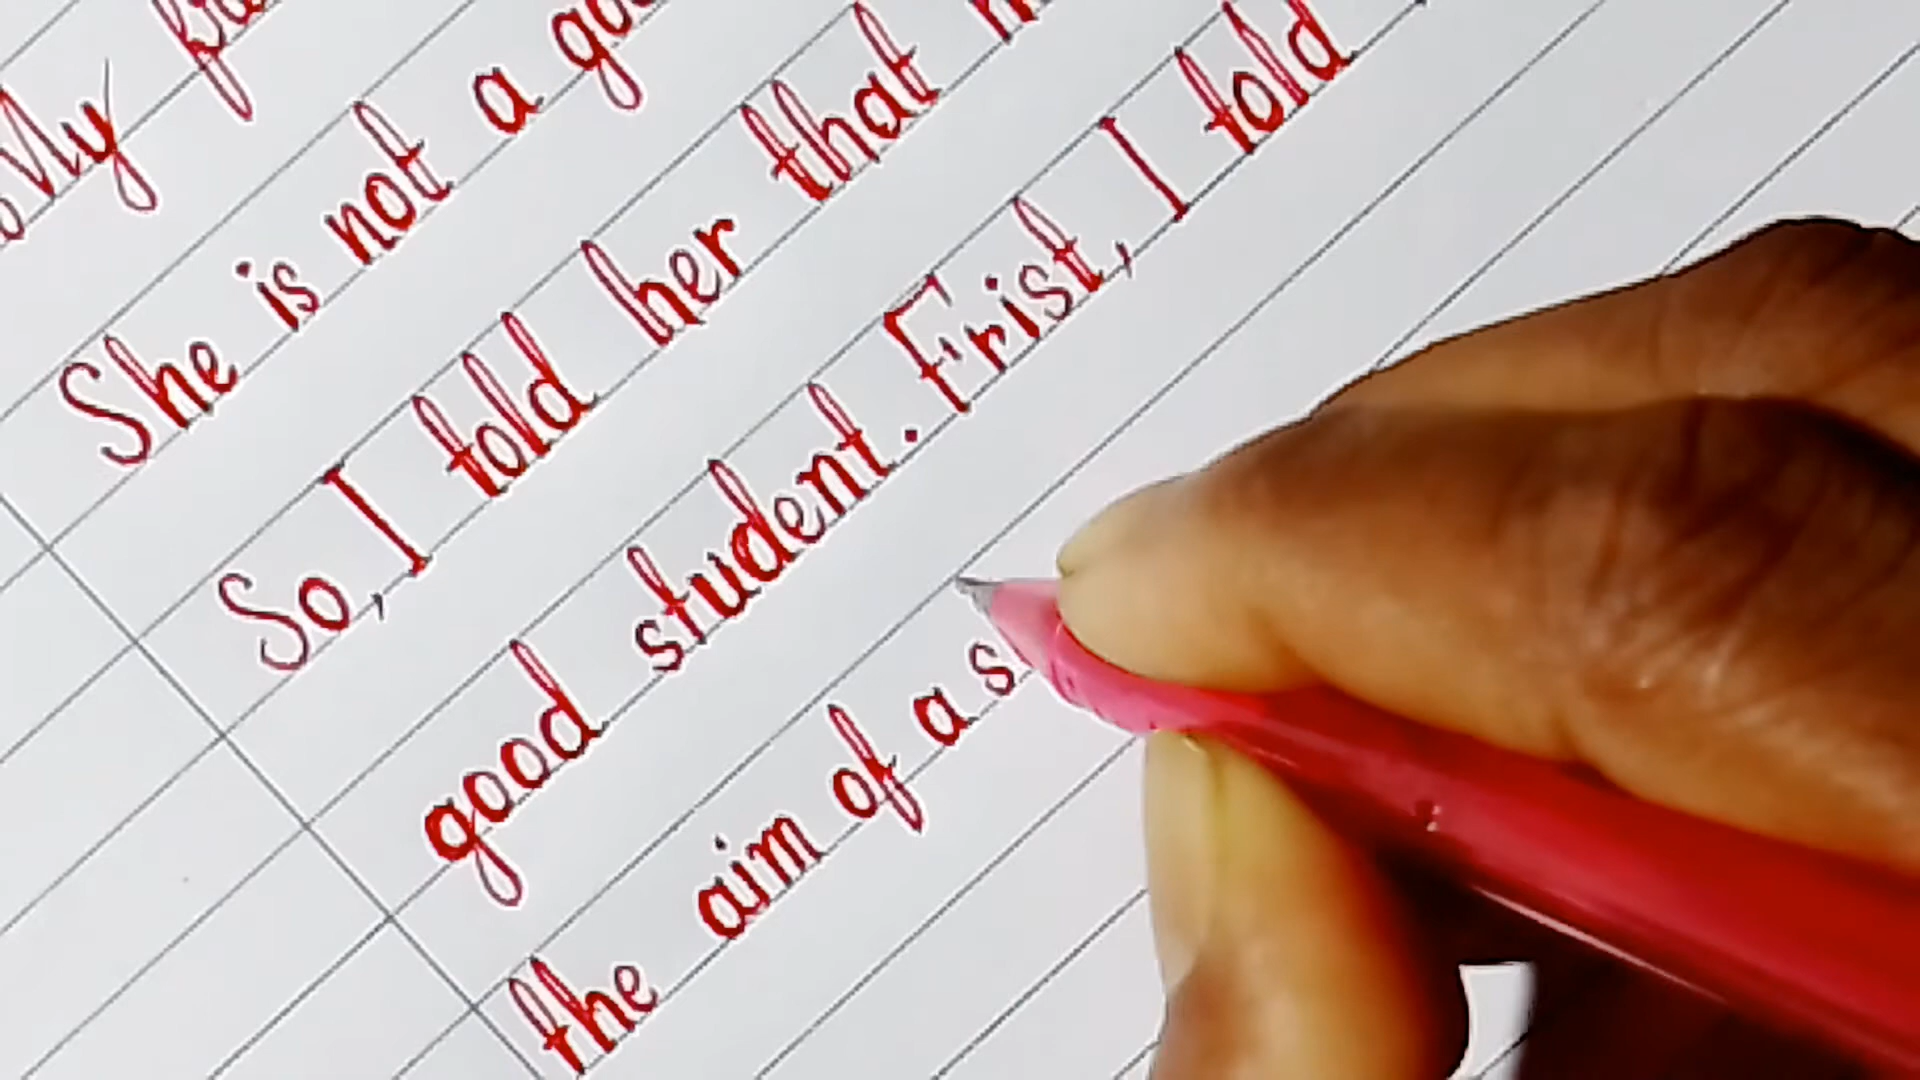 My
She is not a
So, I told her that
good student. Frist, I told
the aim of a s